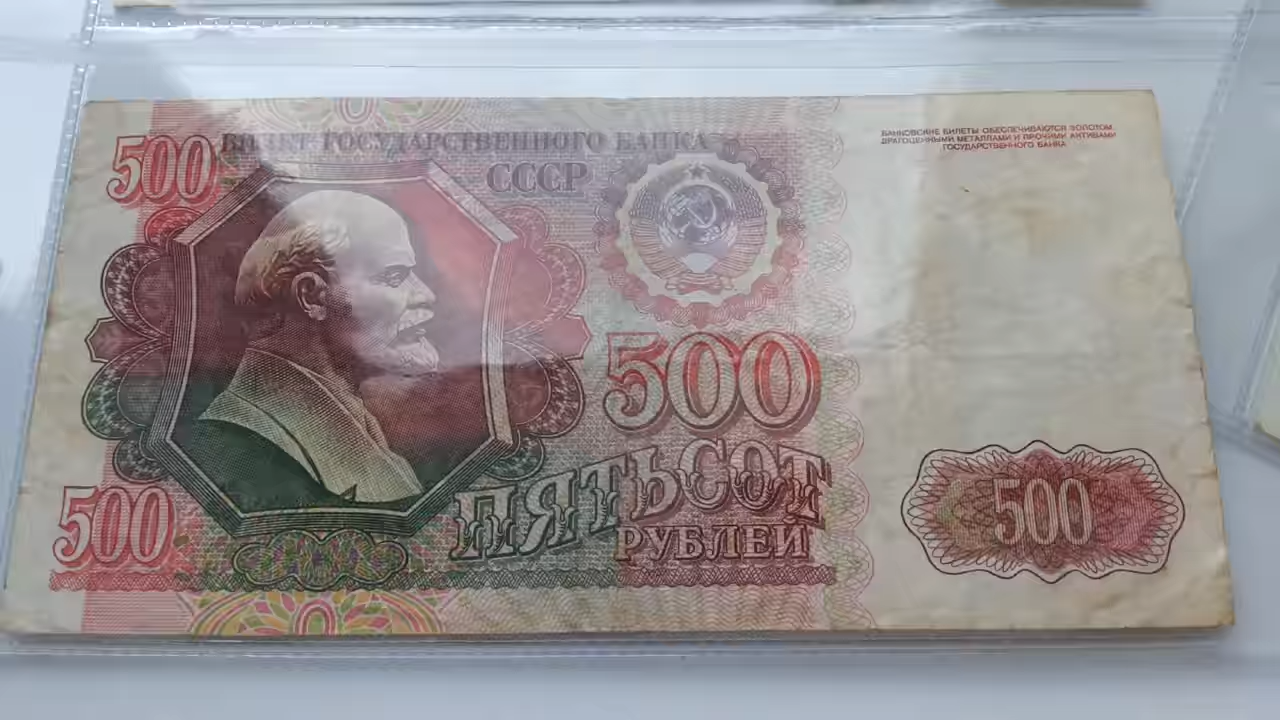 500
БИЛЕТ ГОСУДАРСТВЕННОГО БАНКА
СССР
БАНКОВСКИЕ БИЛЕТЫ ОБЕСПЕЧИВАЮТСЯ ЗОЛОТОМ,
ДРАГОЦЕННЫМИ МЕТАЛЛАМИ И ПРОЧИМИ АКТИВАМИ
ГОСУДАРСТВЕННОГО БАНКА
500
ПЯТЬСОТ
РУБЛЕЙ
500
500